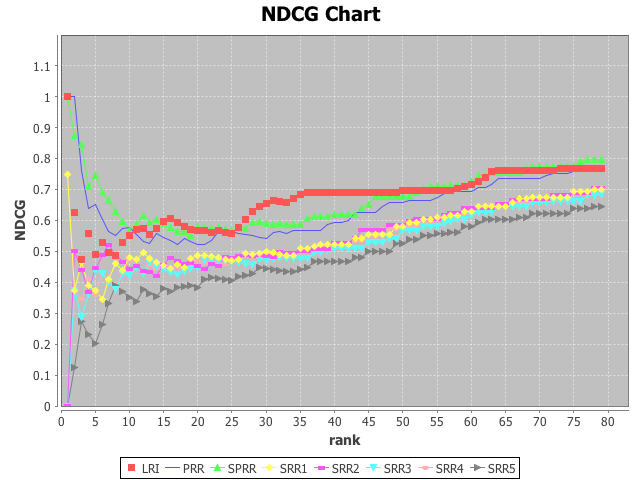 NDCG Chart
NDCG
1.1
1
0.9
0.8
0.7
0.6
0.5
0.4
0.3
0.2
0.1
0
0 5 10 15 20 25 30 35 40 45 50 55 60 65 70 75 80
rank
LRI PRR SPRR SRR1 SRR2 SRR3 SRR4 SRR5